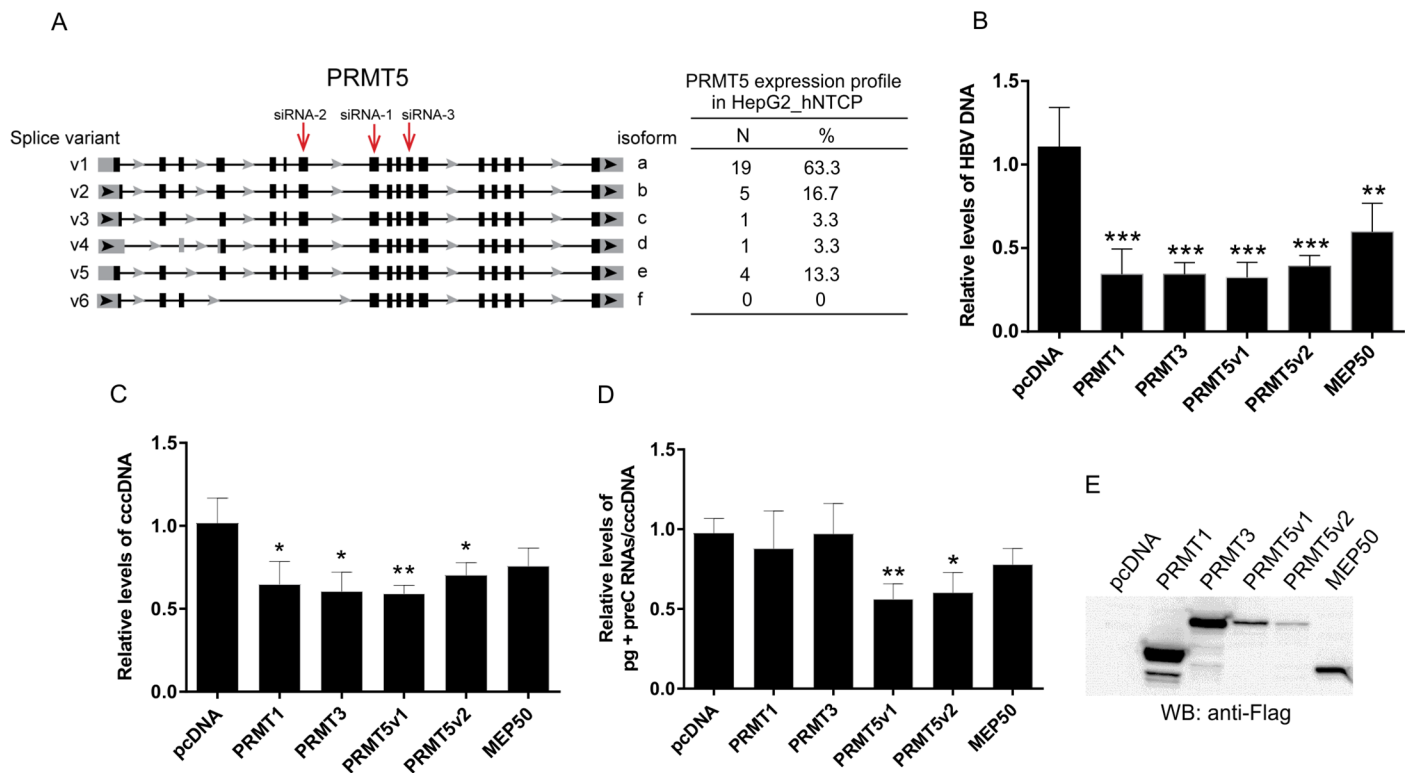 A
PRMT5
siRNA-2 siRNA-1 siRNA-3
Splice variant isoform
v1 a
v2 b
v3 c
v4 d
v5 e
v6 f
PRMT5 expression profile
in HepG2_hNTCP
N %
19 63.3
5 16.7
1 3.3
1 3.3
4 13.3
0 0
B
Relative levels of HBV DNA
1.5
1.0
0.5
0.0
*** *** *** *** **
pcDNA PRMT1 PRMT3 PRMT5v1 PRMT5v2 MEP50
C
Relative levels of cccDNA
1.5
1.0
0.5
0.0
* * ** *
pcDNA PRMT1 PRMT3 PRMT5v1 PRMT5v2 MEP50
D
Relative levels of
pg + preC RNAs/cccDNA
1.5
1.0
0.5
0.0
** *
pcDNA PRMT1 PRMT3 PRMT5v1 PRMT5v2 MEP50
E
pcDNA PRMT1 PRMT3 PRMT5v1 PRMT5v2 MEP50
WB: anti-Flag